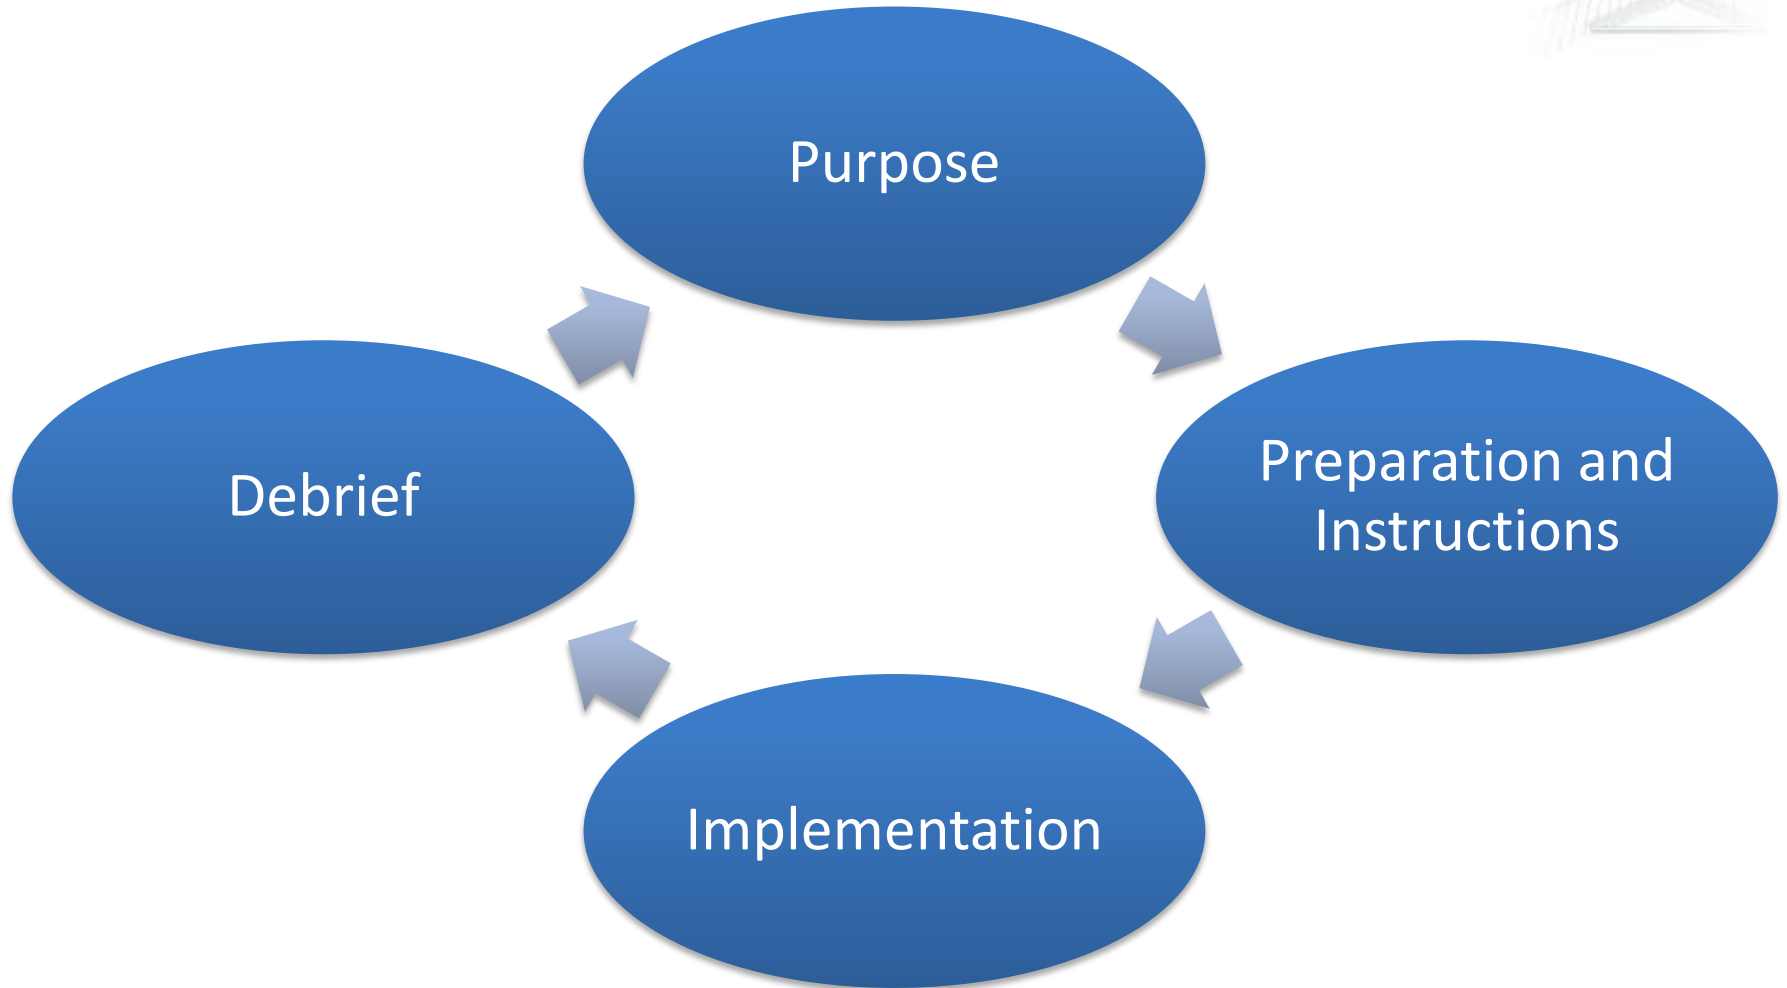 Purpose
Preparation and
Instructions
Implementation
Debrief